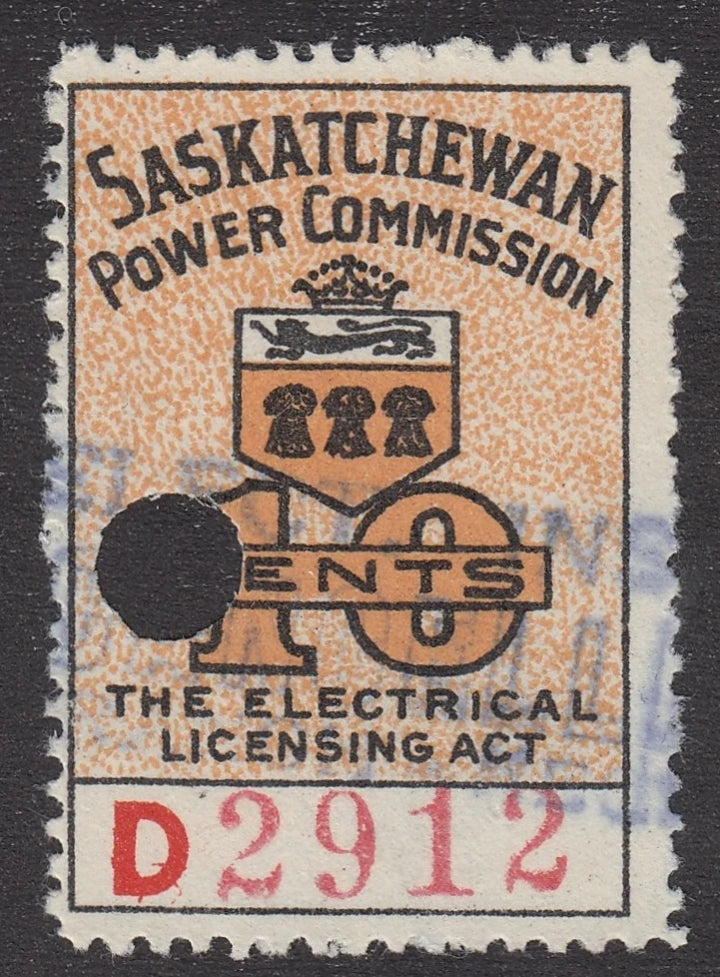 SASKATCHEWAN
POWER COMMISSION
10
ENTS
THE ELECTRICAL
LICENSING ACT
D2912